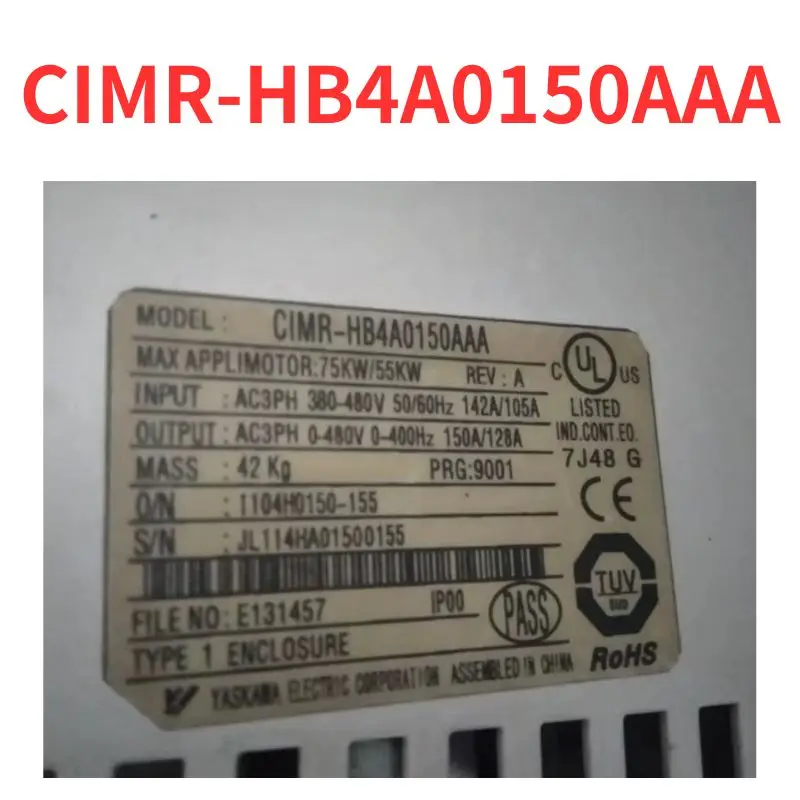 CIMR-HB4A0150AAA
MODEL : CIMR-HB4A0150AAA
MAX APPLIMOTOR:75KW/55KW REV : A
INPUT : AC3PH 380-480V 50/60Hz 142A/105A
OUTPUT : AC3PH 0-480V 0-400Hz 150A/128A
MASS : 42 Kg PRG:9001
O/N : 1104H0150-155
S/N : JL114HA01500155
FILE NO : E131457 IP00
TYPE 1 ENCLOSURE
PASS
YASKAWA ELECTRIC CORPORATION ASSEMBLED IN CHINA
C UL US
LISTED
IND.CONT.EQ.
7J48 G
CE
TUV
SUD
RoHS